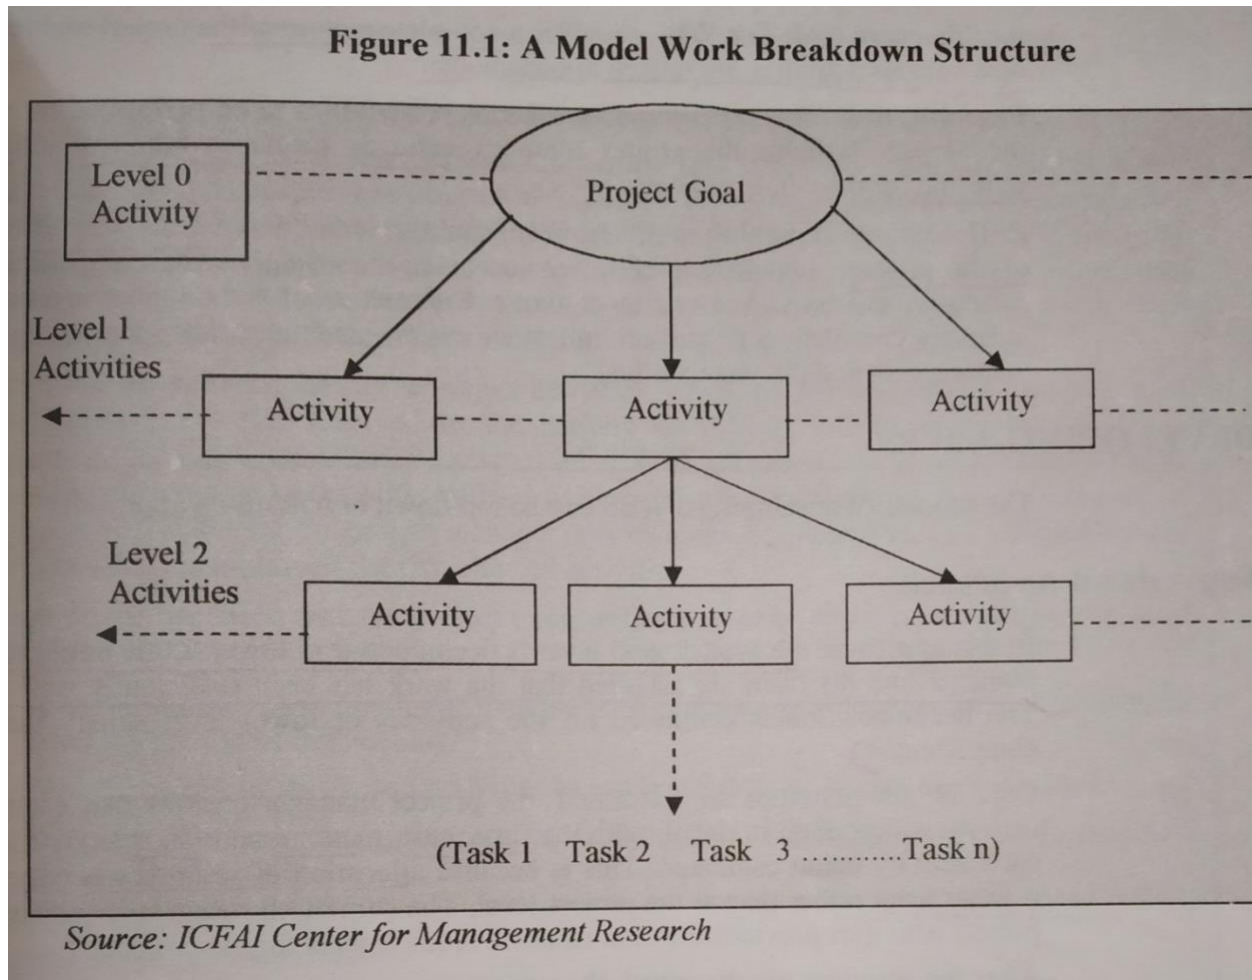 Figure 11.1: A Model Work Breakdown Structure
Level 0
Activity
Project Goal
Level 1
Activities
Activity
Activity
Activity
Level 2
Activities
Activity
Activity
Activity
(Task 1 Task 2 Task 3 ............Task n)
Source: ICFAI Center for Management Research